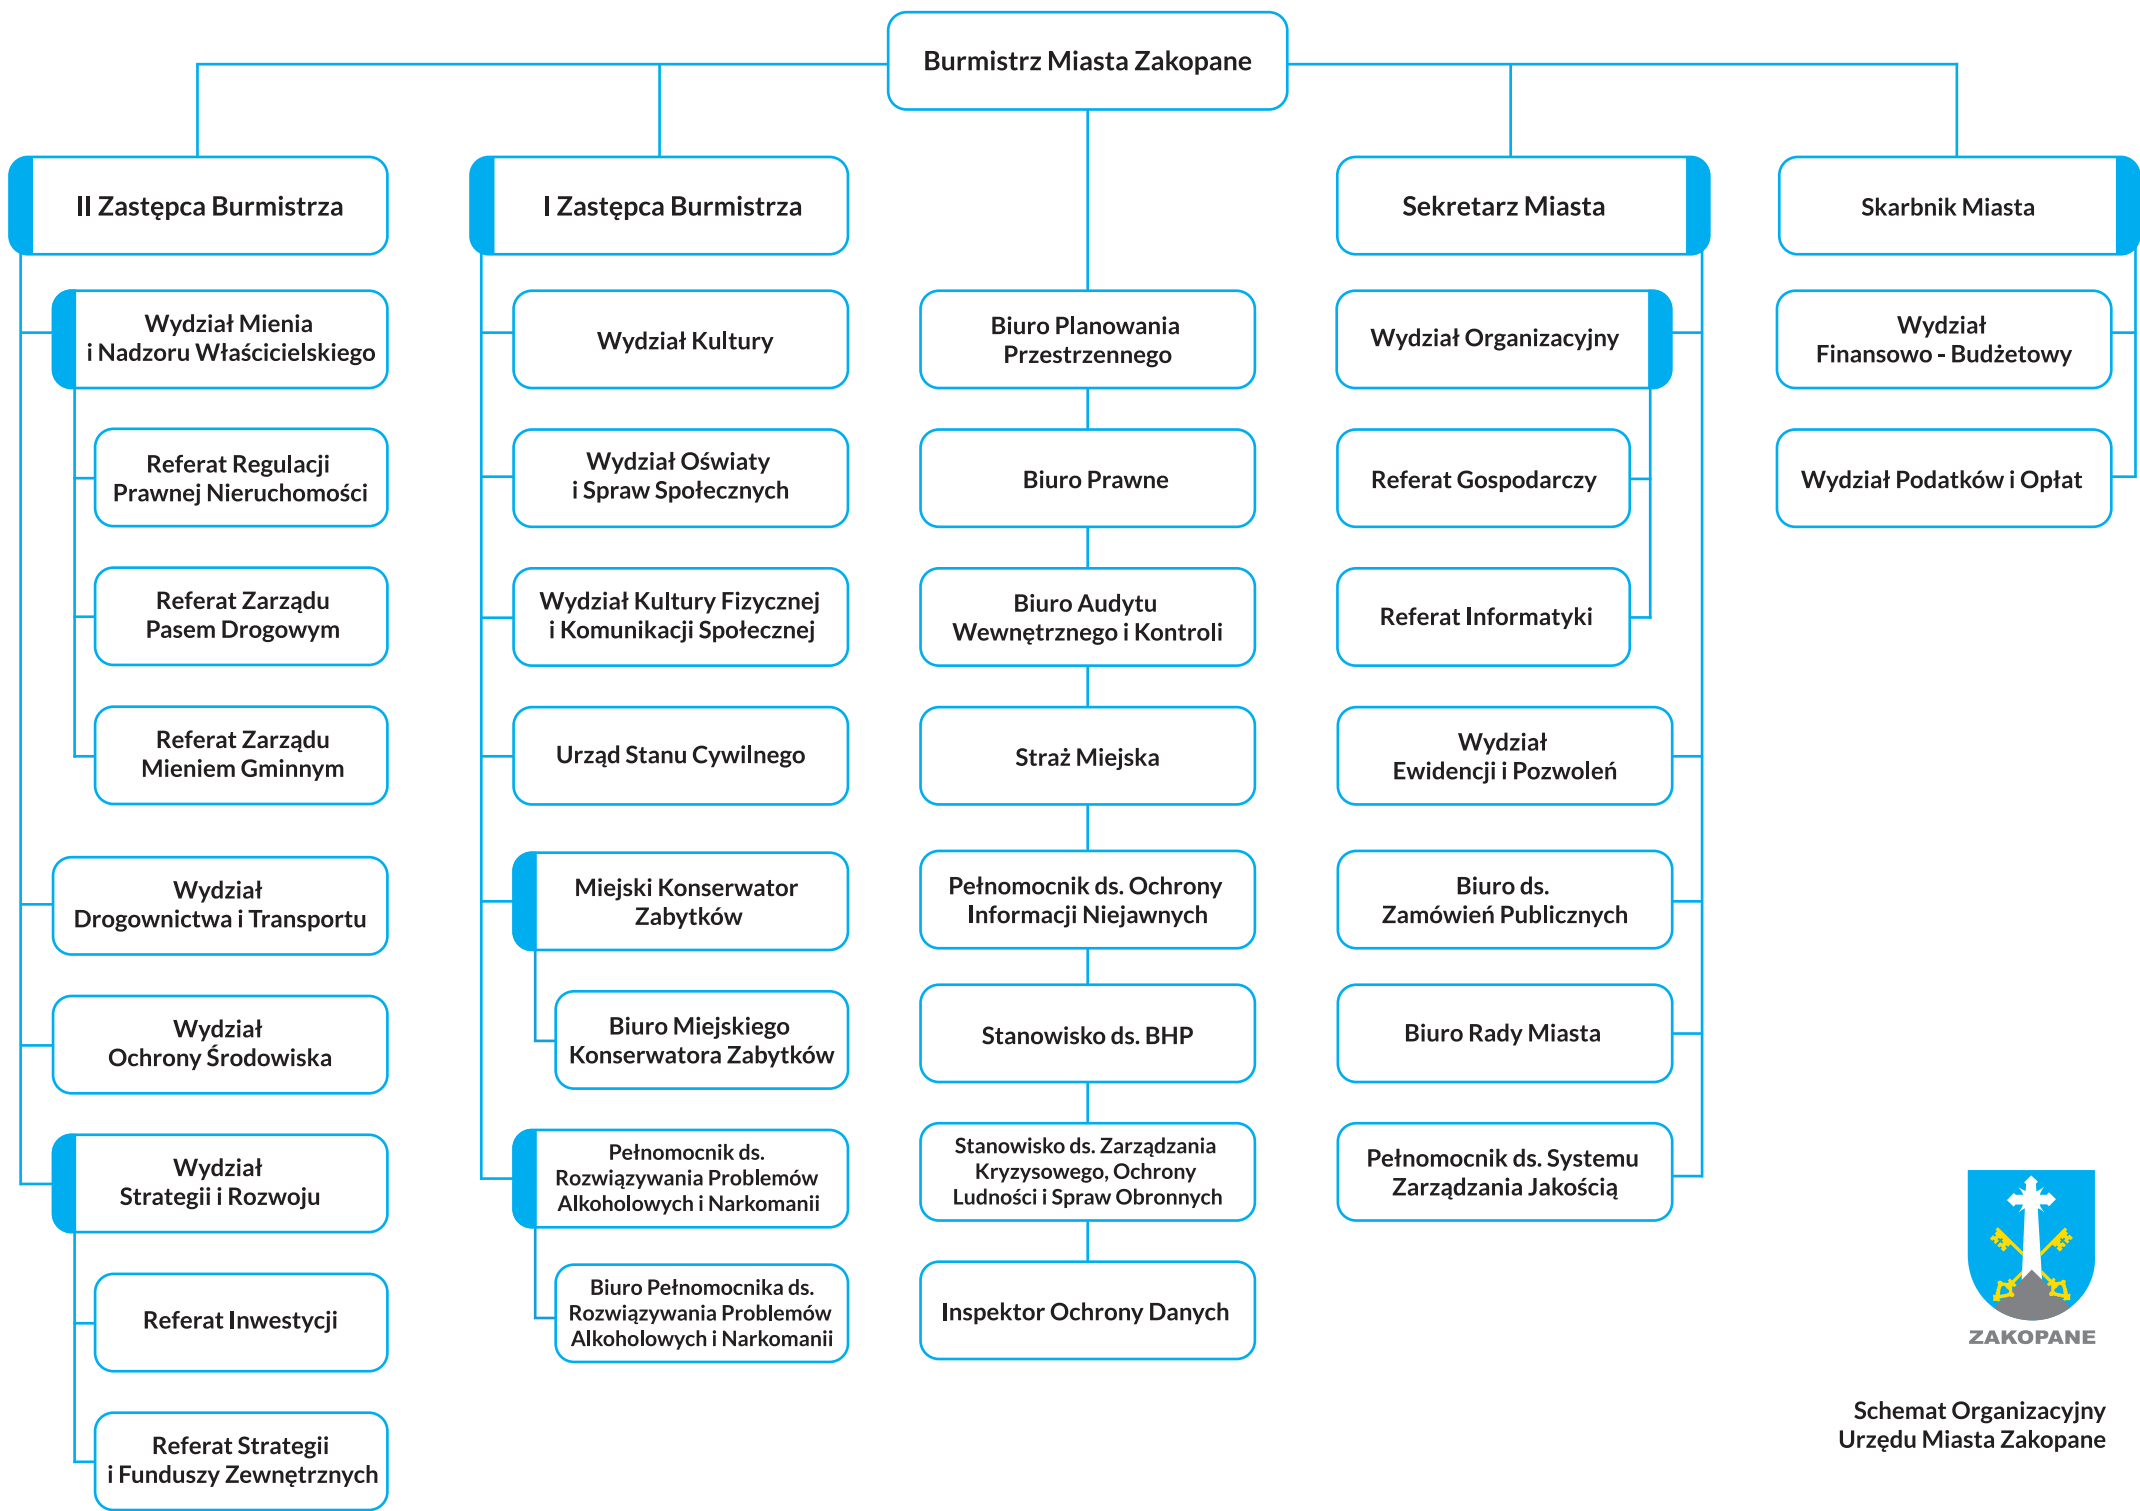 Burmistrz Miasta Zakopane
II Zastępca Burmistrza
Wydział Mienia
i Nadzoru Właścicielskiego
Referat Regulacji
Prawnej Nieruchomości
Referat Zarządu
Pasem Drogowym
Referat Zarządu
Mieniem Gminnym
Wydział
Drogownictwa i Transportu
Wydział
Ochrony Środowiska
Wydział
Strategii i Rozwoju
Referat Inwestycji
Referat Strategii
i Funduszy Zewnętrznych
I Zastępca Burmistrza
Wydział Kultury
Wydział Oświaty
i Spraw Społecznych
Wydział Kultury Fizycznej
i Komunikacji Społecznej
Urząd Stanu Cywilnego
Miejski Konserwator
Zabytków
Biuro Miejskiego
Konserwatora Zabytków
Pełnomocnik ds.
Rozwiązywania Problemów
Alkoholowych i Narkomanii
Biuro Pełnomocnika ds.
Rozwiązywania Problemów
Alkoholowych i Narkomanii
Biuro Planowania
Przestrzennego
Biuro Prawne
Biuro Audytu
Wewnętrznego i Kontroli
Straż Miejska
Pełnomocnik ds. Ochrony
Informacji Niejawnych
Stanowisko ds. BHP
Stanowisko ds. Zarządzania
Kryzysowego, Ochrony
Ludności i Spraw Obronnych
Inspektor Ochrony Danych
Sekretarz Miasta
Wydział Organizacyjny
Referat Gospodarczy
Referat Informatyki
Wydział
Ewidencji i Pozwoleń
Biuro ds.
Zamówień Publicznych
Biuro Rady Miasta
Pełnomocnik ds. Systemu
Zarządzania Jakością
Skarbnik Miasta
Wydział
Finansowo - Budżetowy
Wydział Podatków i Opłat
ZAKOPANE
Schemat Organizacyjny
Urzędu Miasta Zakopane